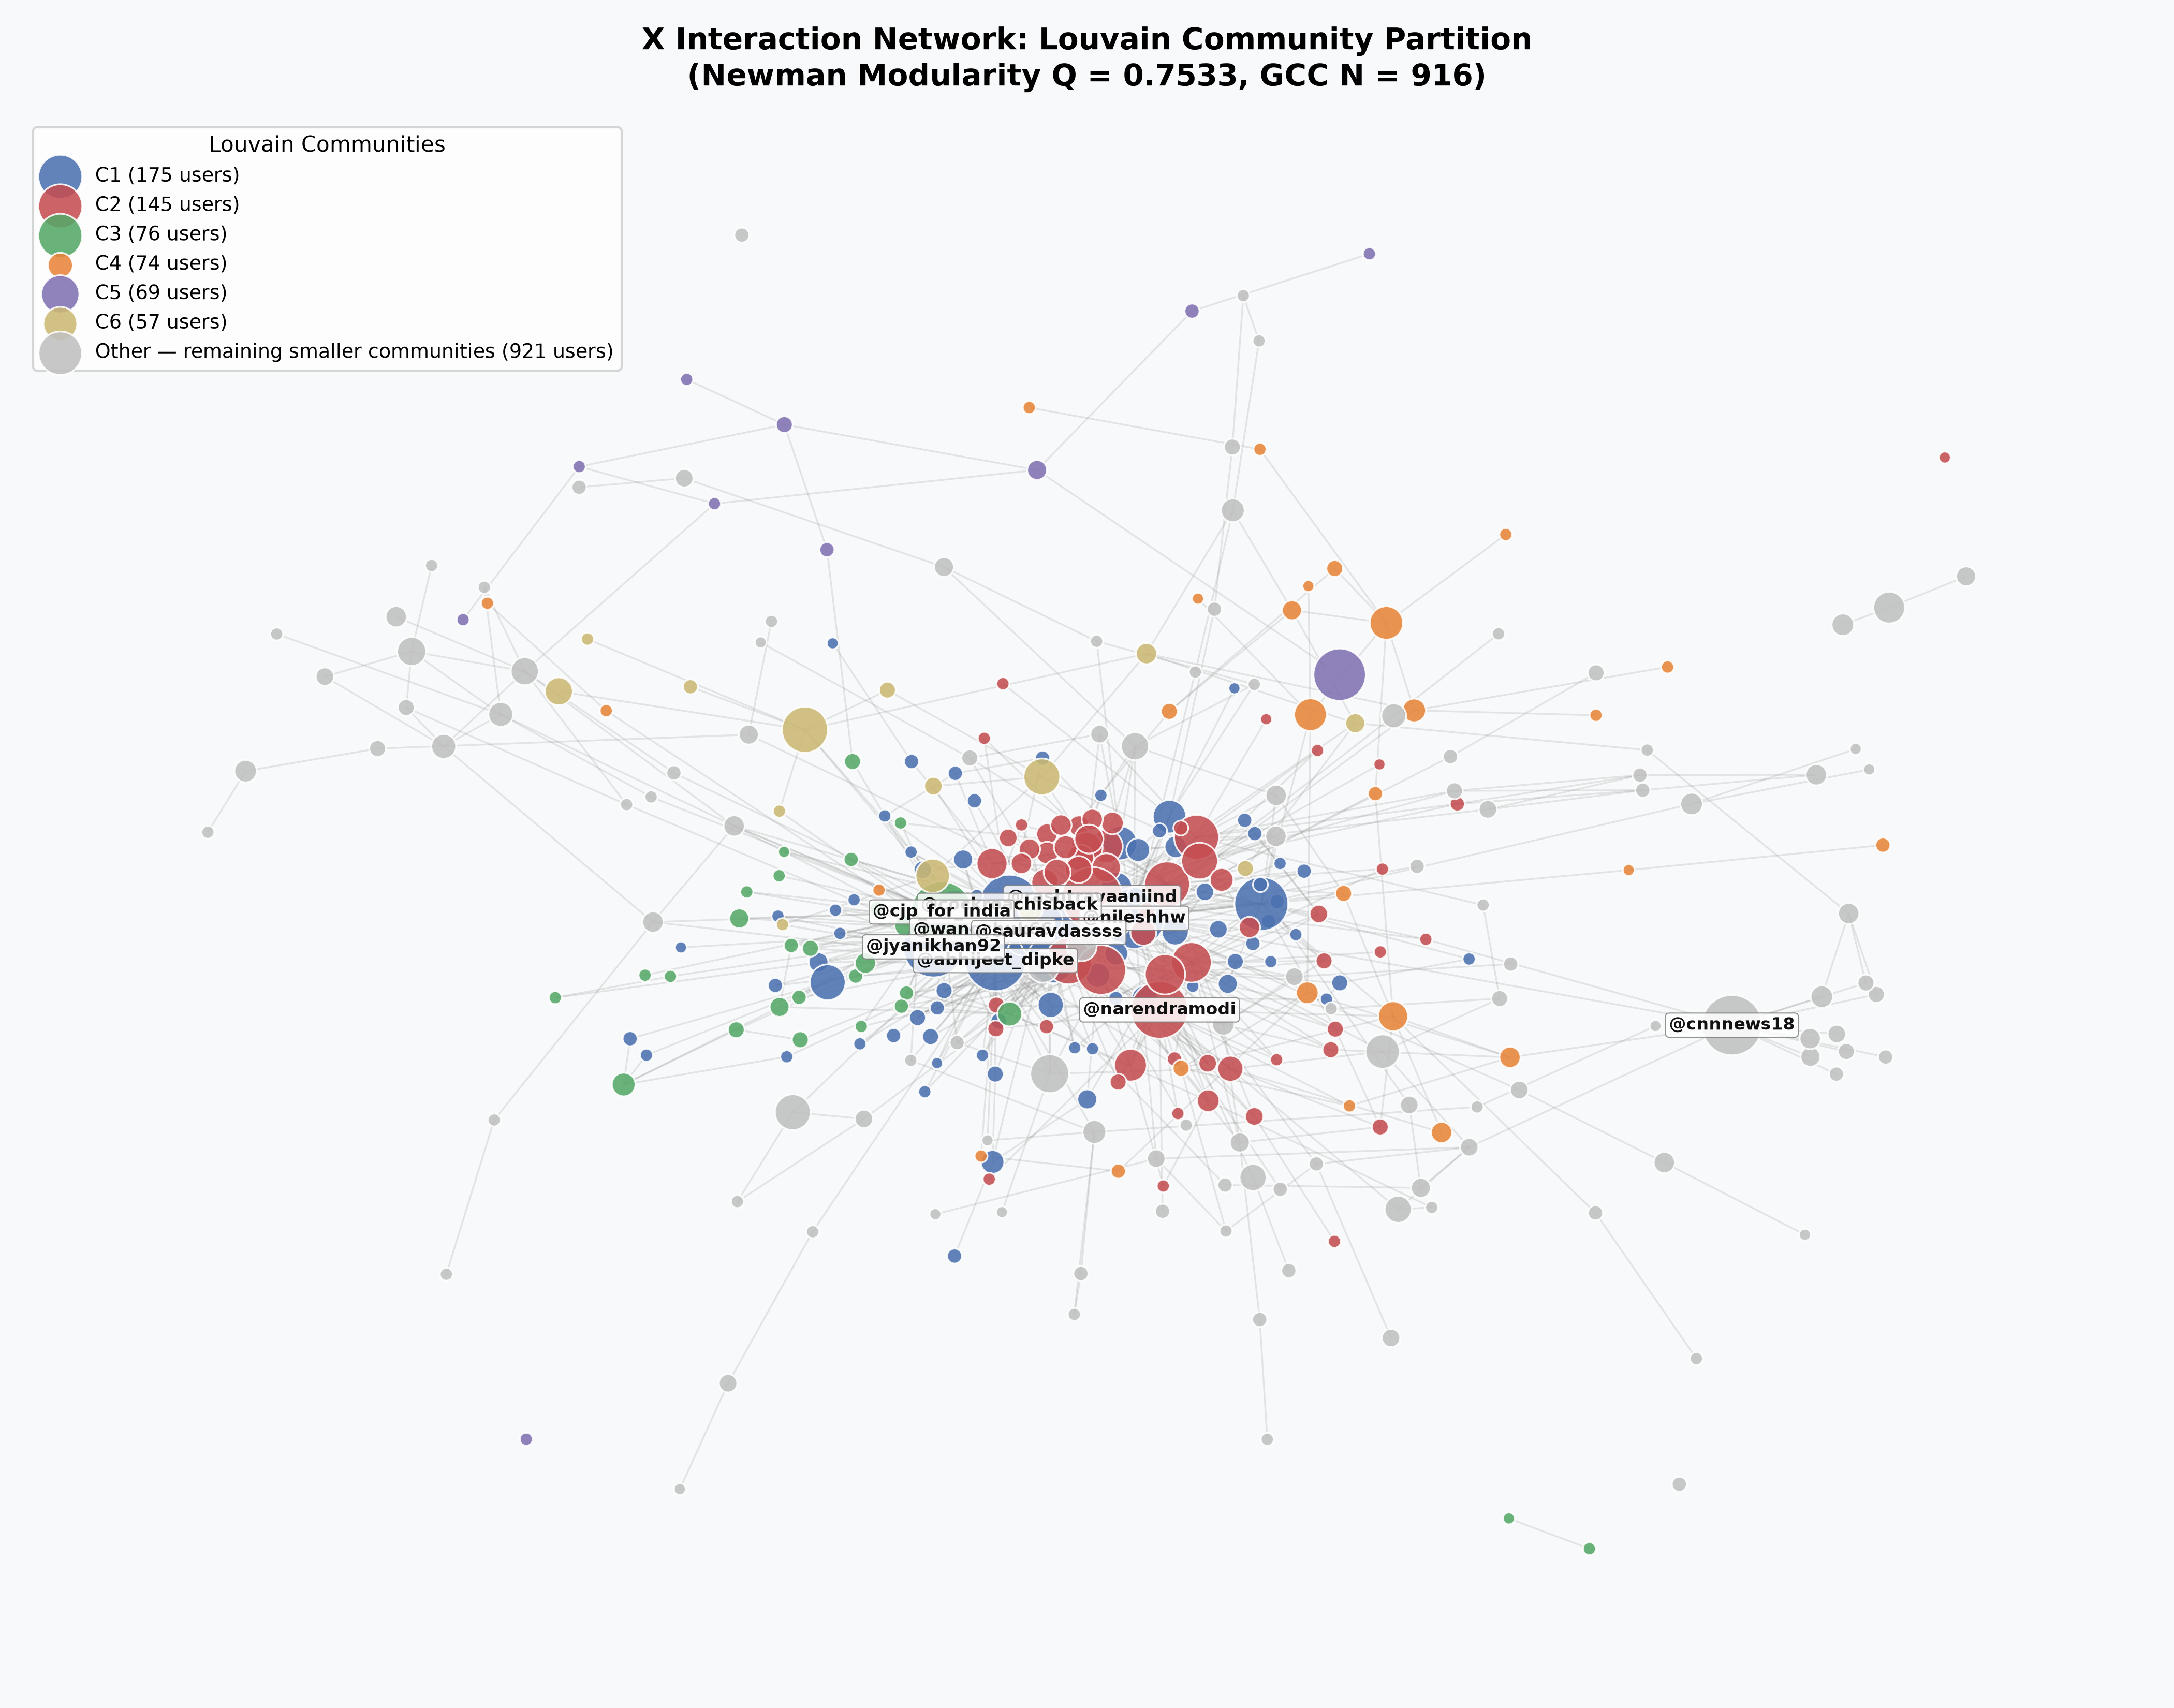 X Interaction Network: Louvain Community Partition
(Newman Modularity Q = 0.7533, GCC N = 916)
Louvain Communities
C1 (175 users)
C2 (145 users)
C3 (76 users)
C4 (74 users)
C5 (69 users)
C6 (57 users)
Other — remaining smaller communities (921 users)
chisback
@cjp_for_india
@sauravdassss
@jyanikhan92
@abhijeet_dipke
@narendramodi
@cnnnews18